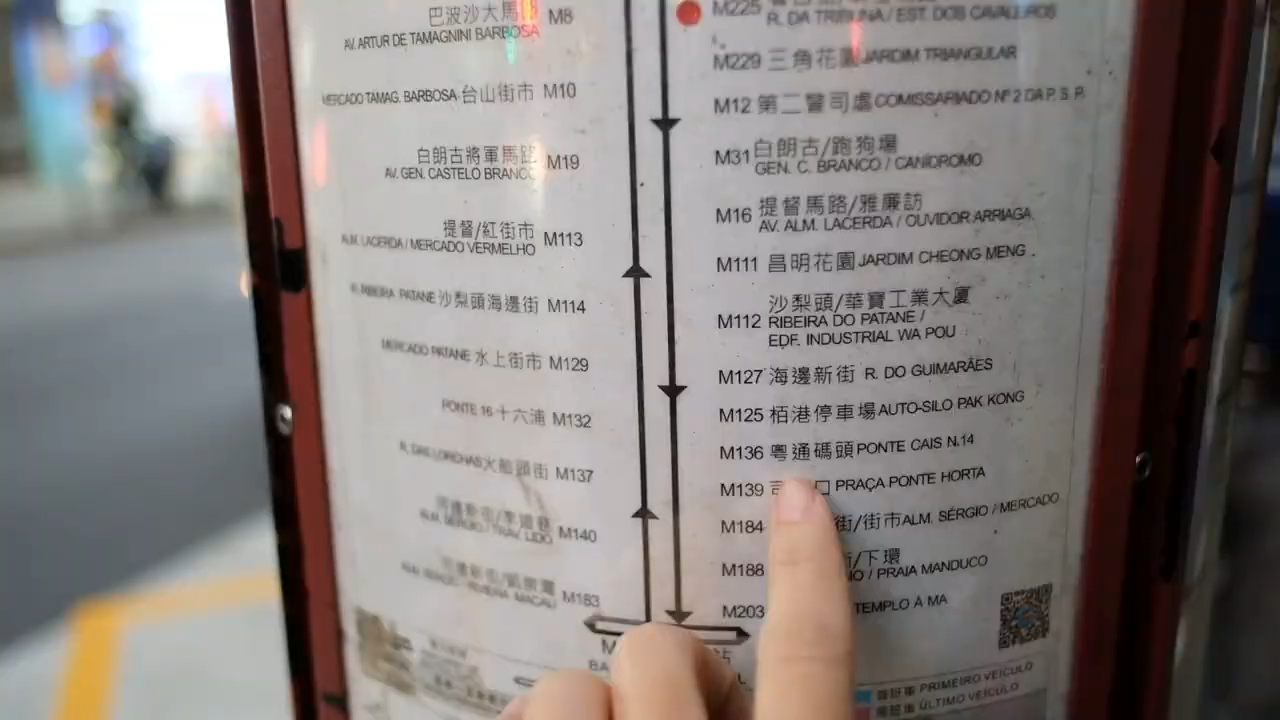 巴波沙大馬路 M8
AV. ARTUR DE TAMAGNINI BARBOSA
MERCADO TAMAG. BARBOSA 台山街市 M10
白朗古將軍馬路 M19
AV. GEN. CASTELO BRANCO
提督/紅街市 M113
ALM. LACERDA / MERCADO VERMELHO
R. RIBEIRA PATANE 沙梨頭海邊街 M114
MERCADO PATANE 水上街市 M129
PONTE 16 十六浦 M132
R. DAS LORCHAS 火船頭街 M137
M140
M183
M225
R. DA TRIBUNA / EST. DOS CAVALEIROS
M229 三角花園 JARDIM TRIANGULAR
M12 第二警司處 COMISSARIADO Nº 2 DA P. S. P.
M31 白朗古/跑狗場
GEN. C. BRANCO / CANÍDROMO
M16 提督馬路/雅廉訪
AV. ALM. LACERDA / OUVIDOR ARRIAGA
M111 昌明花園 JARDIM CHEONG MENG
沙梨頭/華寶工業大廈
M112 RIBEIRA DO PATANE /
EDF. INDUSTRIAL WA POU
M127 海邊新街 R. DO GUIMARÃES
M125 栢港停車場 AUTO-SILO PAK KONG
M136 粵通碼頭 PONTE CAIS N.14
M139 口 PRAÇA PONTE HORTA
M184 街/街市 ALM. SÉRGIO / MERCADO
M188 /下環
/ PRAIA MANDUCO
M203 TEMPLO Á MA
站
PRIMEIRO VEÍCULO
ÚLTIMO VEÍCULO